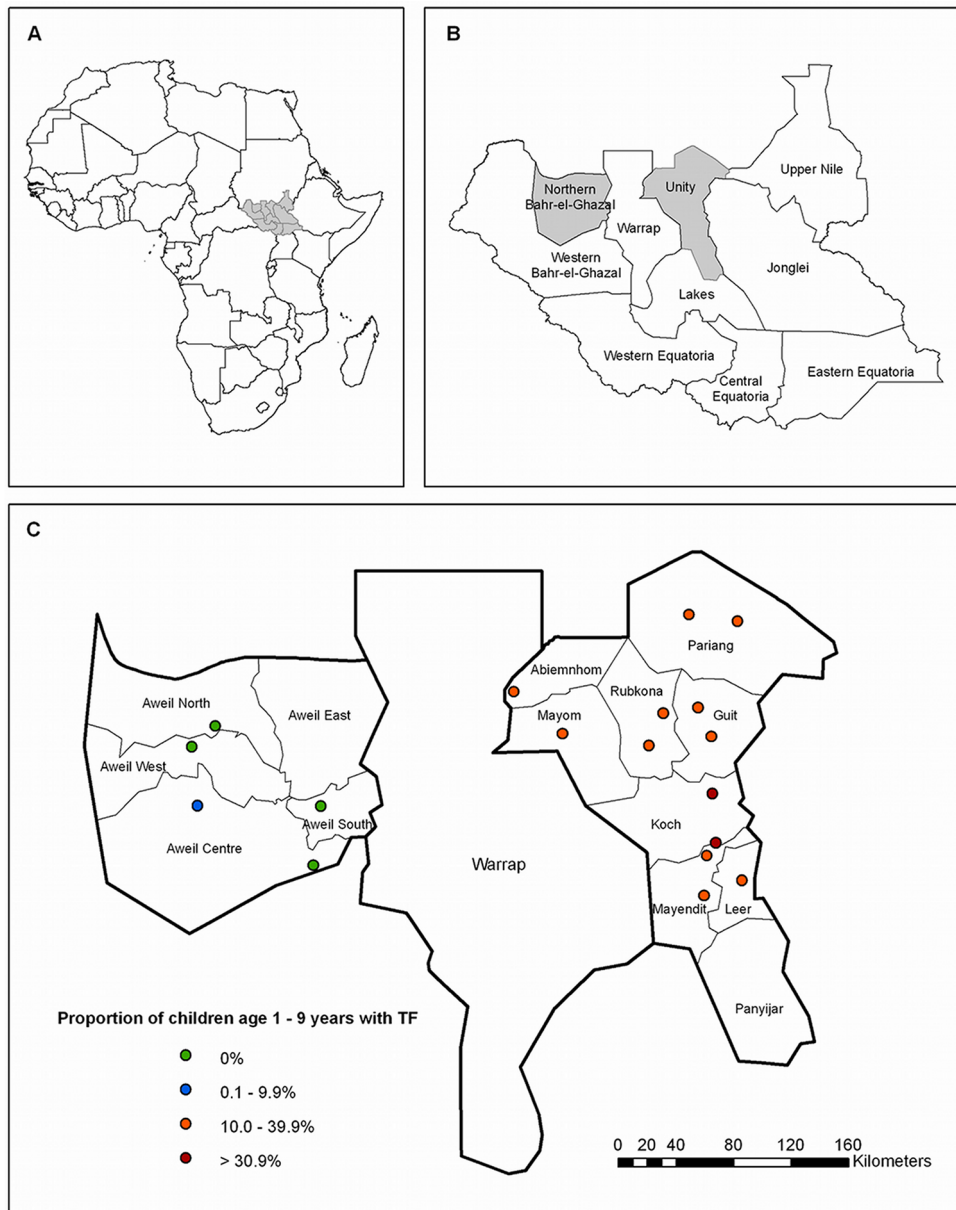 A
B
Upper Nile
Northern
Bahr-el-Ghazal
Unity
Warrap
Western
Bahr-el-Ghazal
Jonglei
Lakes
Western Equatoria
Central
Equatoria
Eastern Equatoria
C
Pariang
Abiemnhom
Rubkona
Aweil North
Aweil East
Mayom
Guit
Aweil West
Koch
Aweil South
Aweil Centre
Warrap
Mayendit
Leer
Panyijar
Proportion of children age 1 - 9 years with TF
0%
0.1 - 9.9%
10.0 - 39.9%
> 30.9%
0 20 40 80 120 160
Kilometers